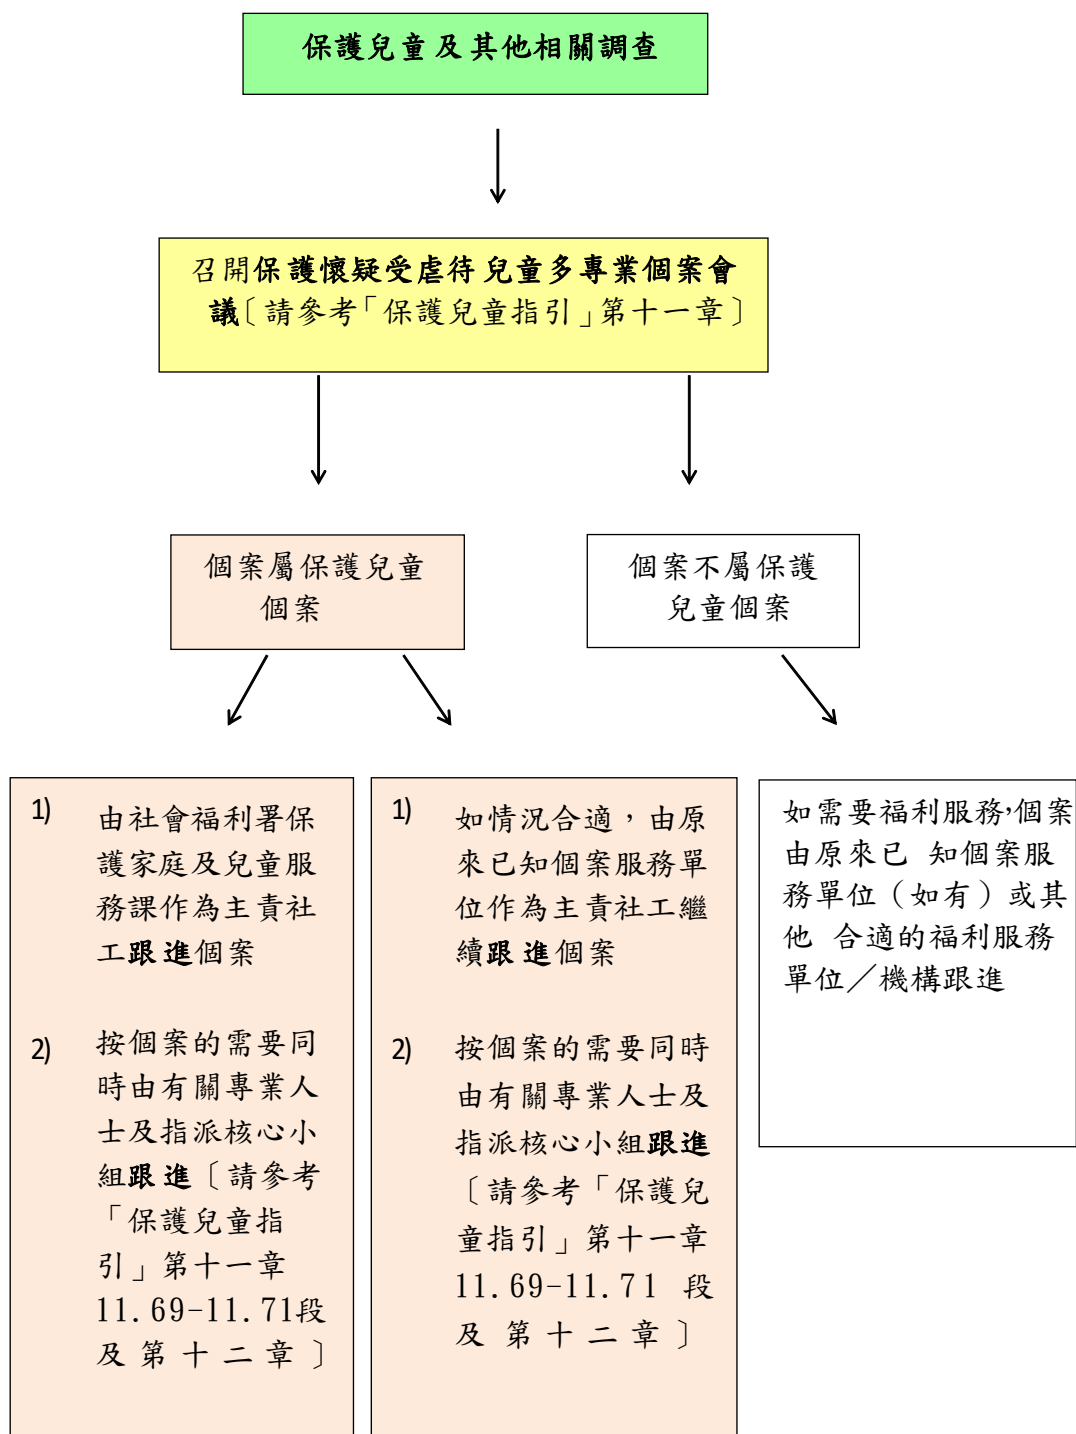 保護兒童及其他相關調查
召開保護懷疑受虐待兒童多專業個案會
議〔請參考「保護兒童指引」第十一章〕
個案屬保護兒童
個案
個案不屬保護
兒童個案
1) 由社會福利署保
護家庭及兒童服
務課作為主責社
工跟進個案
2) 按個案的需要同
時由有關專業人
士及指派核心小
組跟進〔請參考
「保護兒童指
引」第十一章
11.69-11.71段
及第十二章〕
1) 如情況合適，由原
來已知個案服務單
位作為主責社工繼
續跟進個案
2) 按個案的需要同時
由有關專業人士及
指派核心小組跟進
〔請參考「保護兒
童指引」第十一章
11.69-11.71 段
及第十二章〕
如需要福利服務，個案
由原來已 知個案服
務單位（如有）或其
他 合適的福利服務
單位／機構跟進